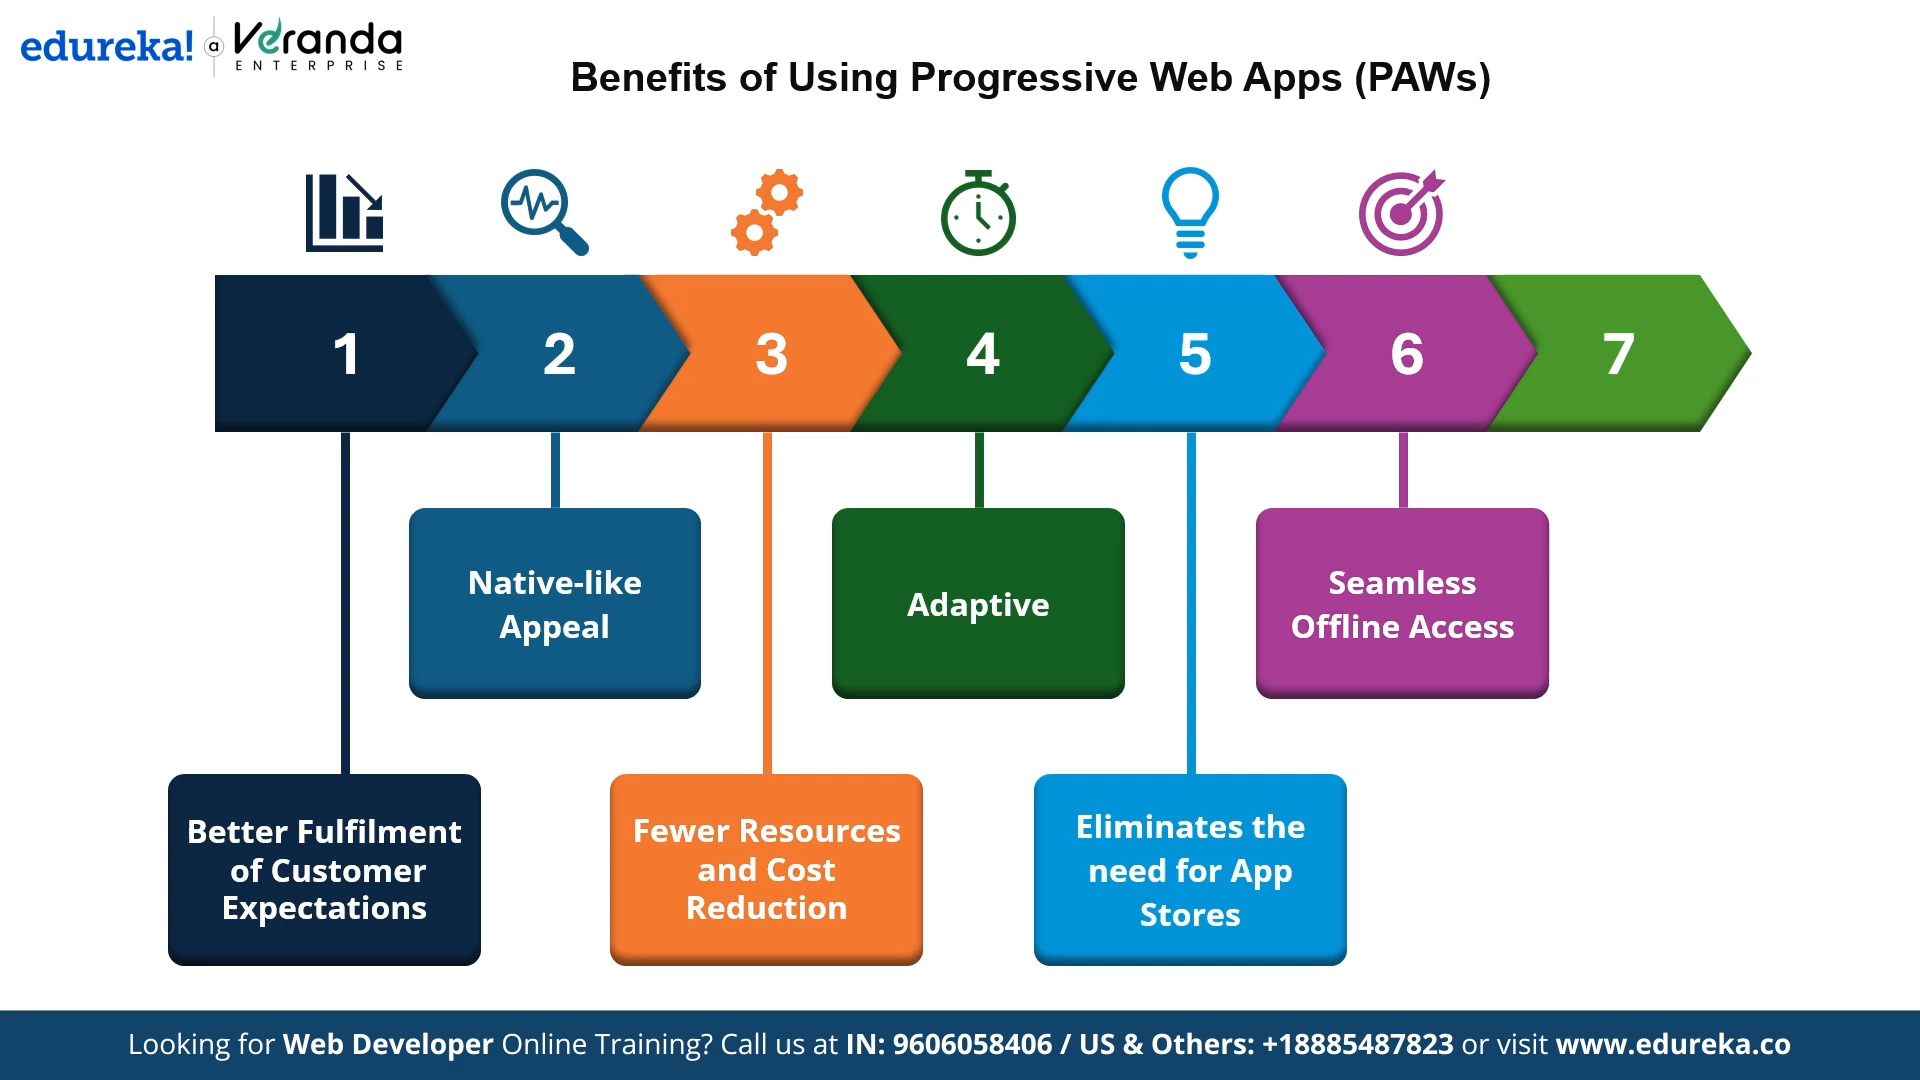 edureka!
a
Veranda
ENTERPRISE
Benefits of Using Progressive Web Apps (PAWs)
1
2
3
4
5
6
7
Native-like
Appeal
Adaptive
Seamless
Offline Access
Better Fulfilment
of Customer
Expectations
Fewer Resources
and Cost
Reduction
Eliminates the
need for App
Stores
Looking for Web Developer Online Training? Call us at IN: 9606058406 / US & Others: +18885487823 or visit www.edureka.co